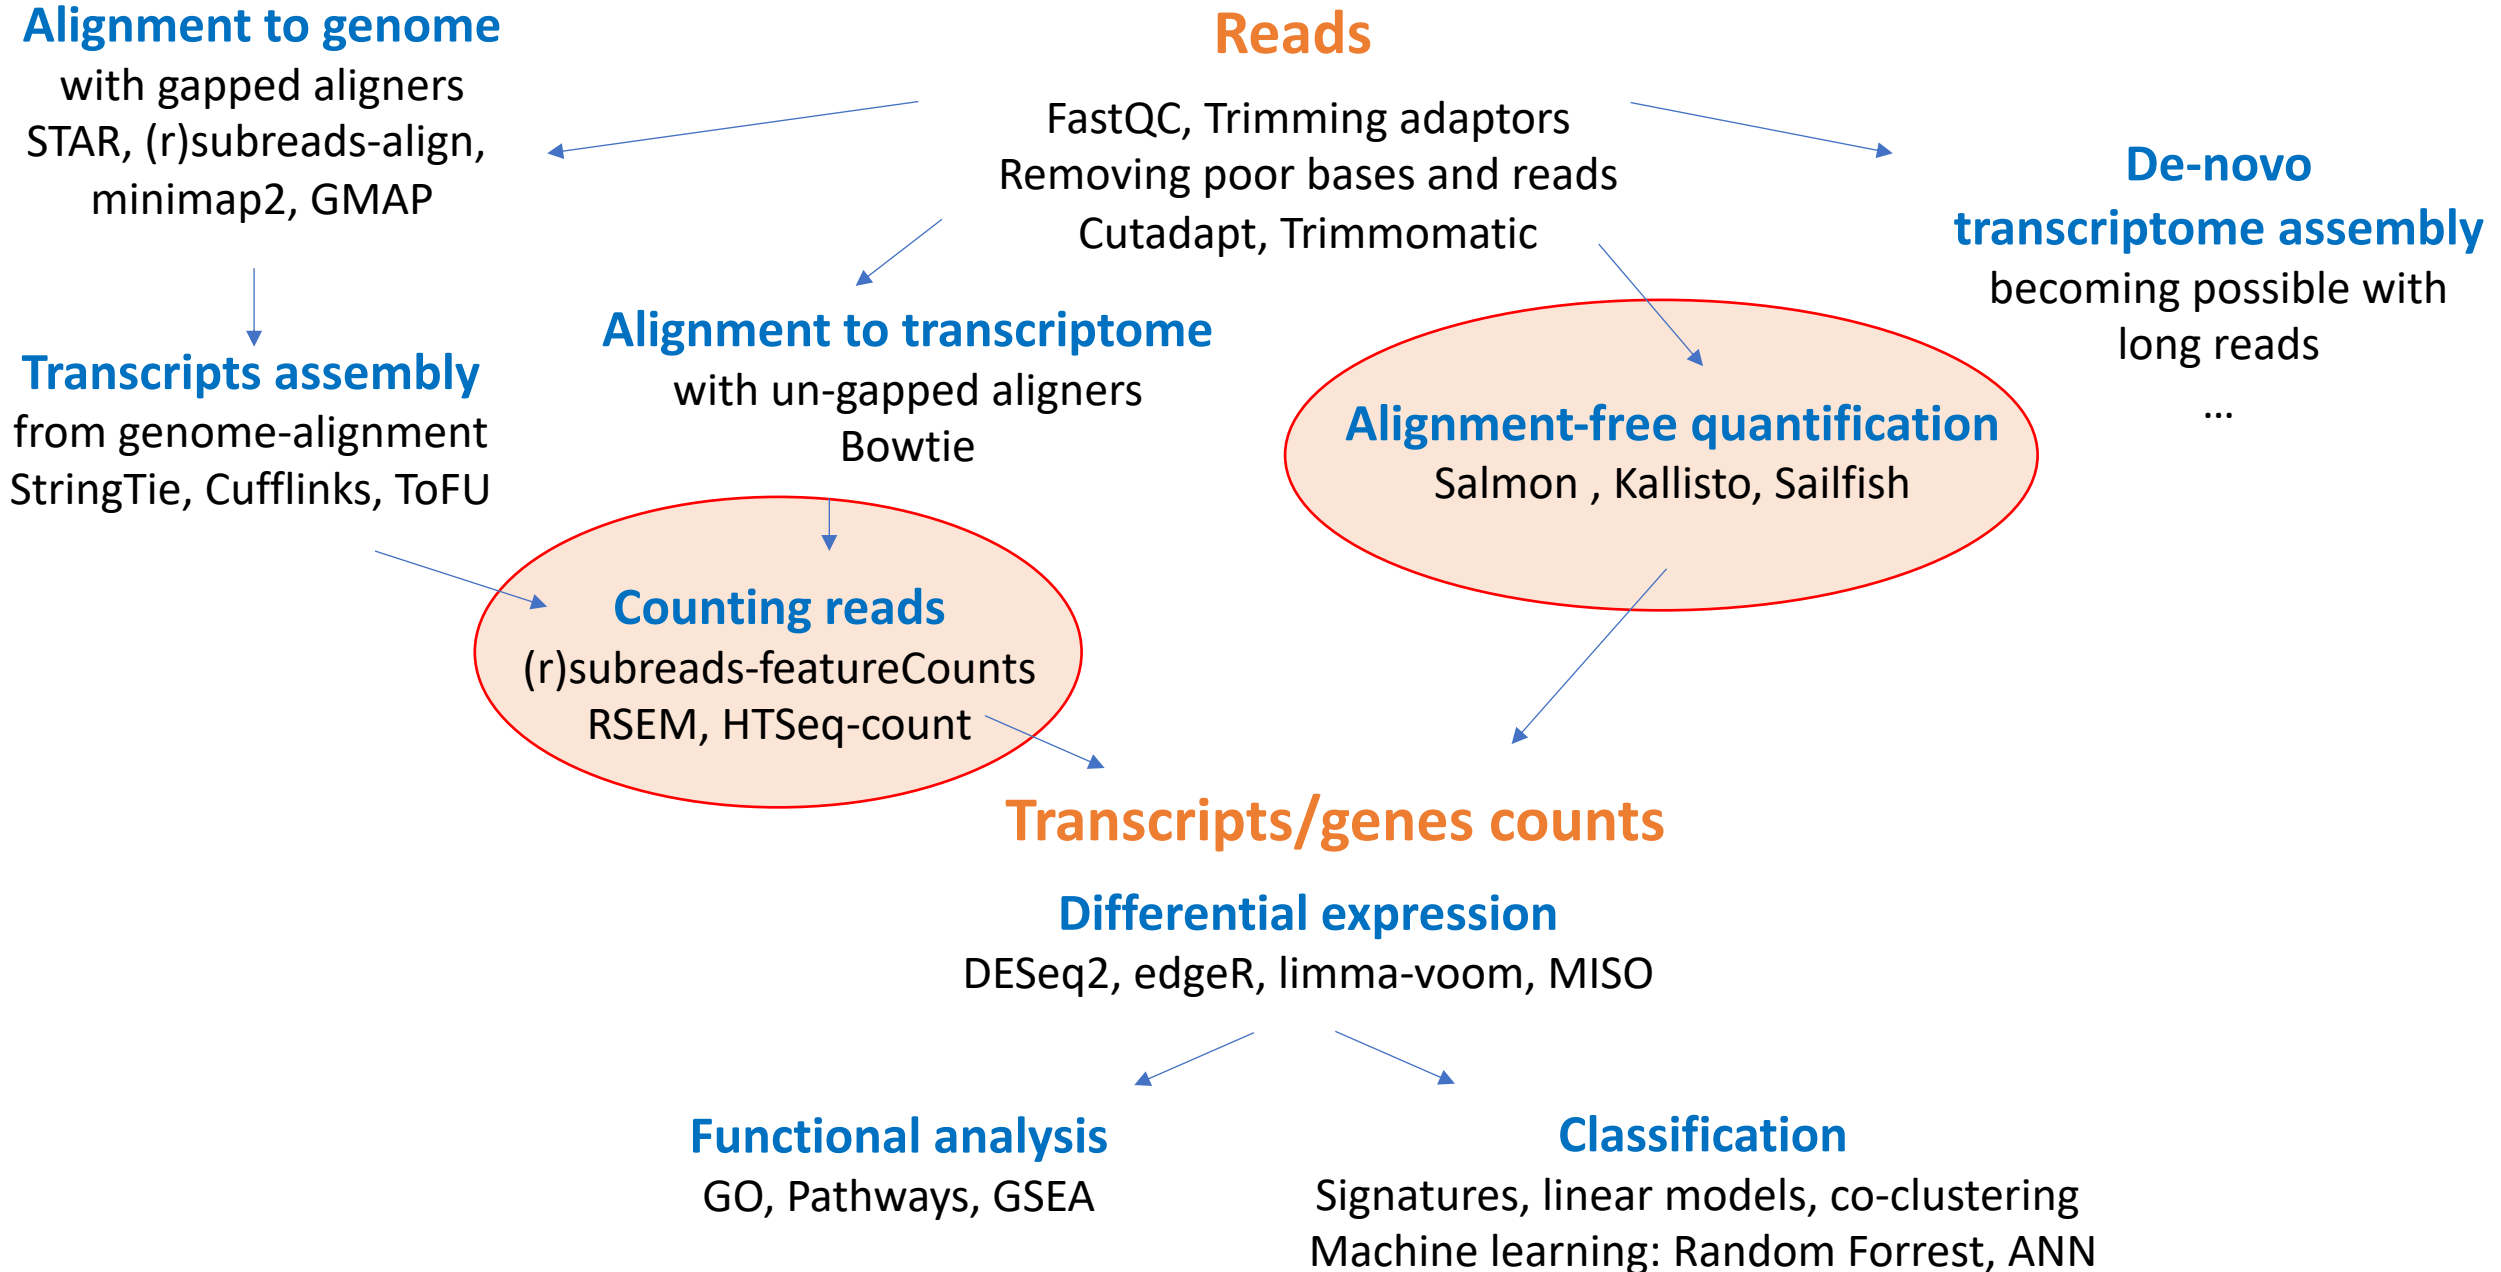 Alignment to genome
with gapped aligners
STAR, (r)subreads-align,
minimap2, GMAP
Reads
FastQC, Trimming adaptors
Removing poor bases and reads
Cutadapt, Trimmomatic
De-novo
transcriptome assembly
becoming possible with
long reads
...
Transcripts assembly
from genome-alignment
StringTie, Cufflinks, ToFU
Alignment to transcriptome
with un-gapped aligners
Bowtie
Alignment-free quantification
Salmon , Kallisto, Sailfish
Counting reads
(r)subreads-featureCounts
RSEM, HTSeq-count
Transcripts/genes counts
Differential expression
DESeq2, edgeR, limma-voom, MISO
Functional analysis
GO, Pathways, GSEA
Classification
Signatures, linear models, co-clustering
Machine learning: Random Forrest, ANN